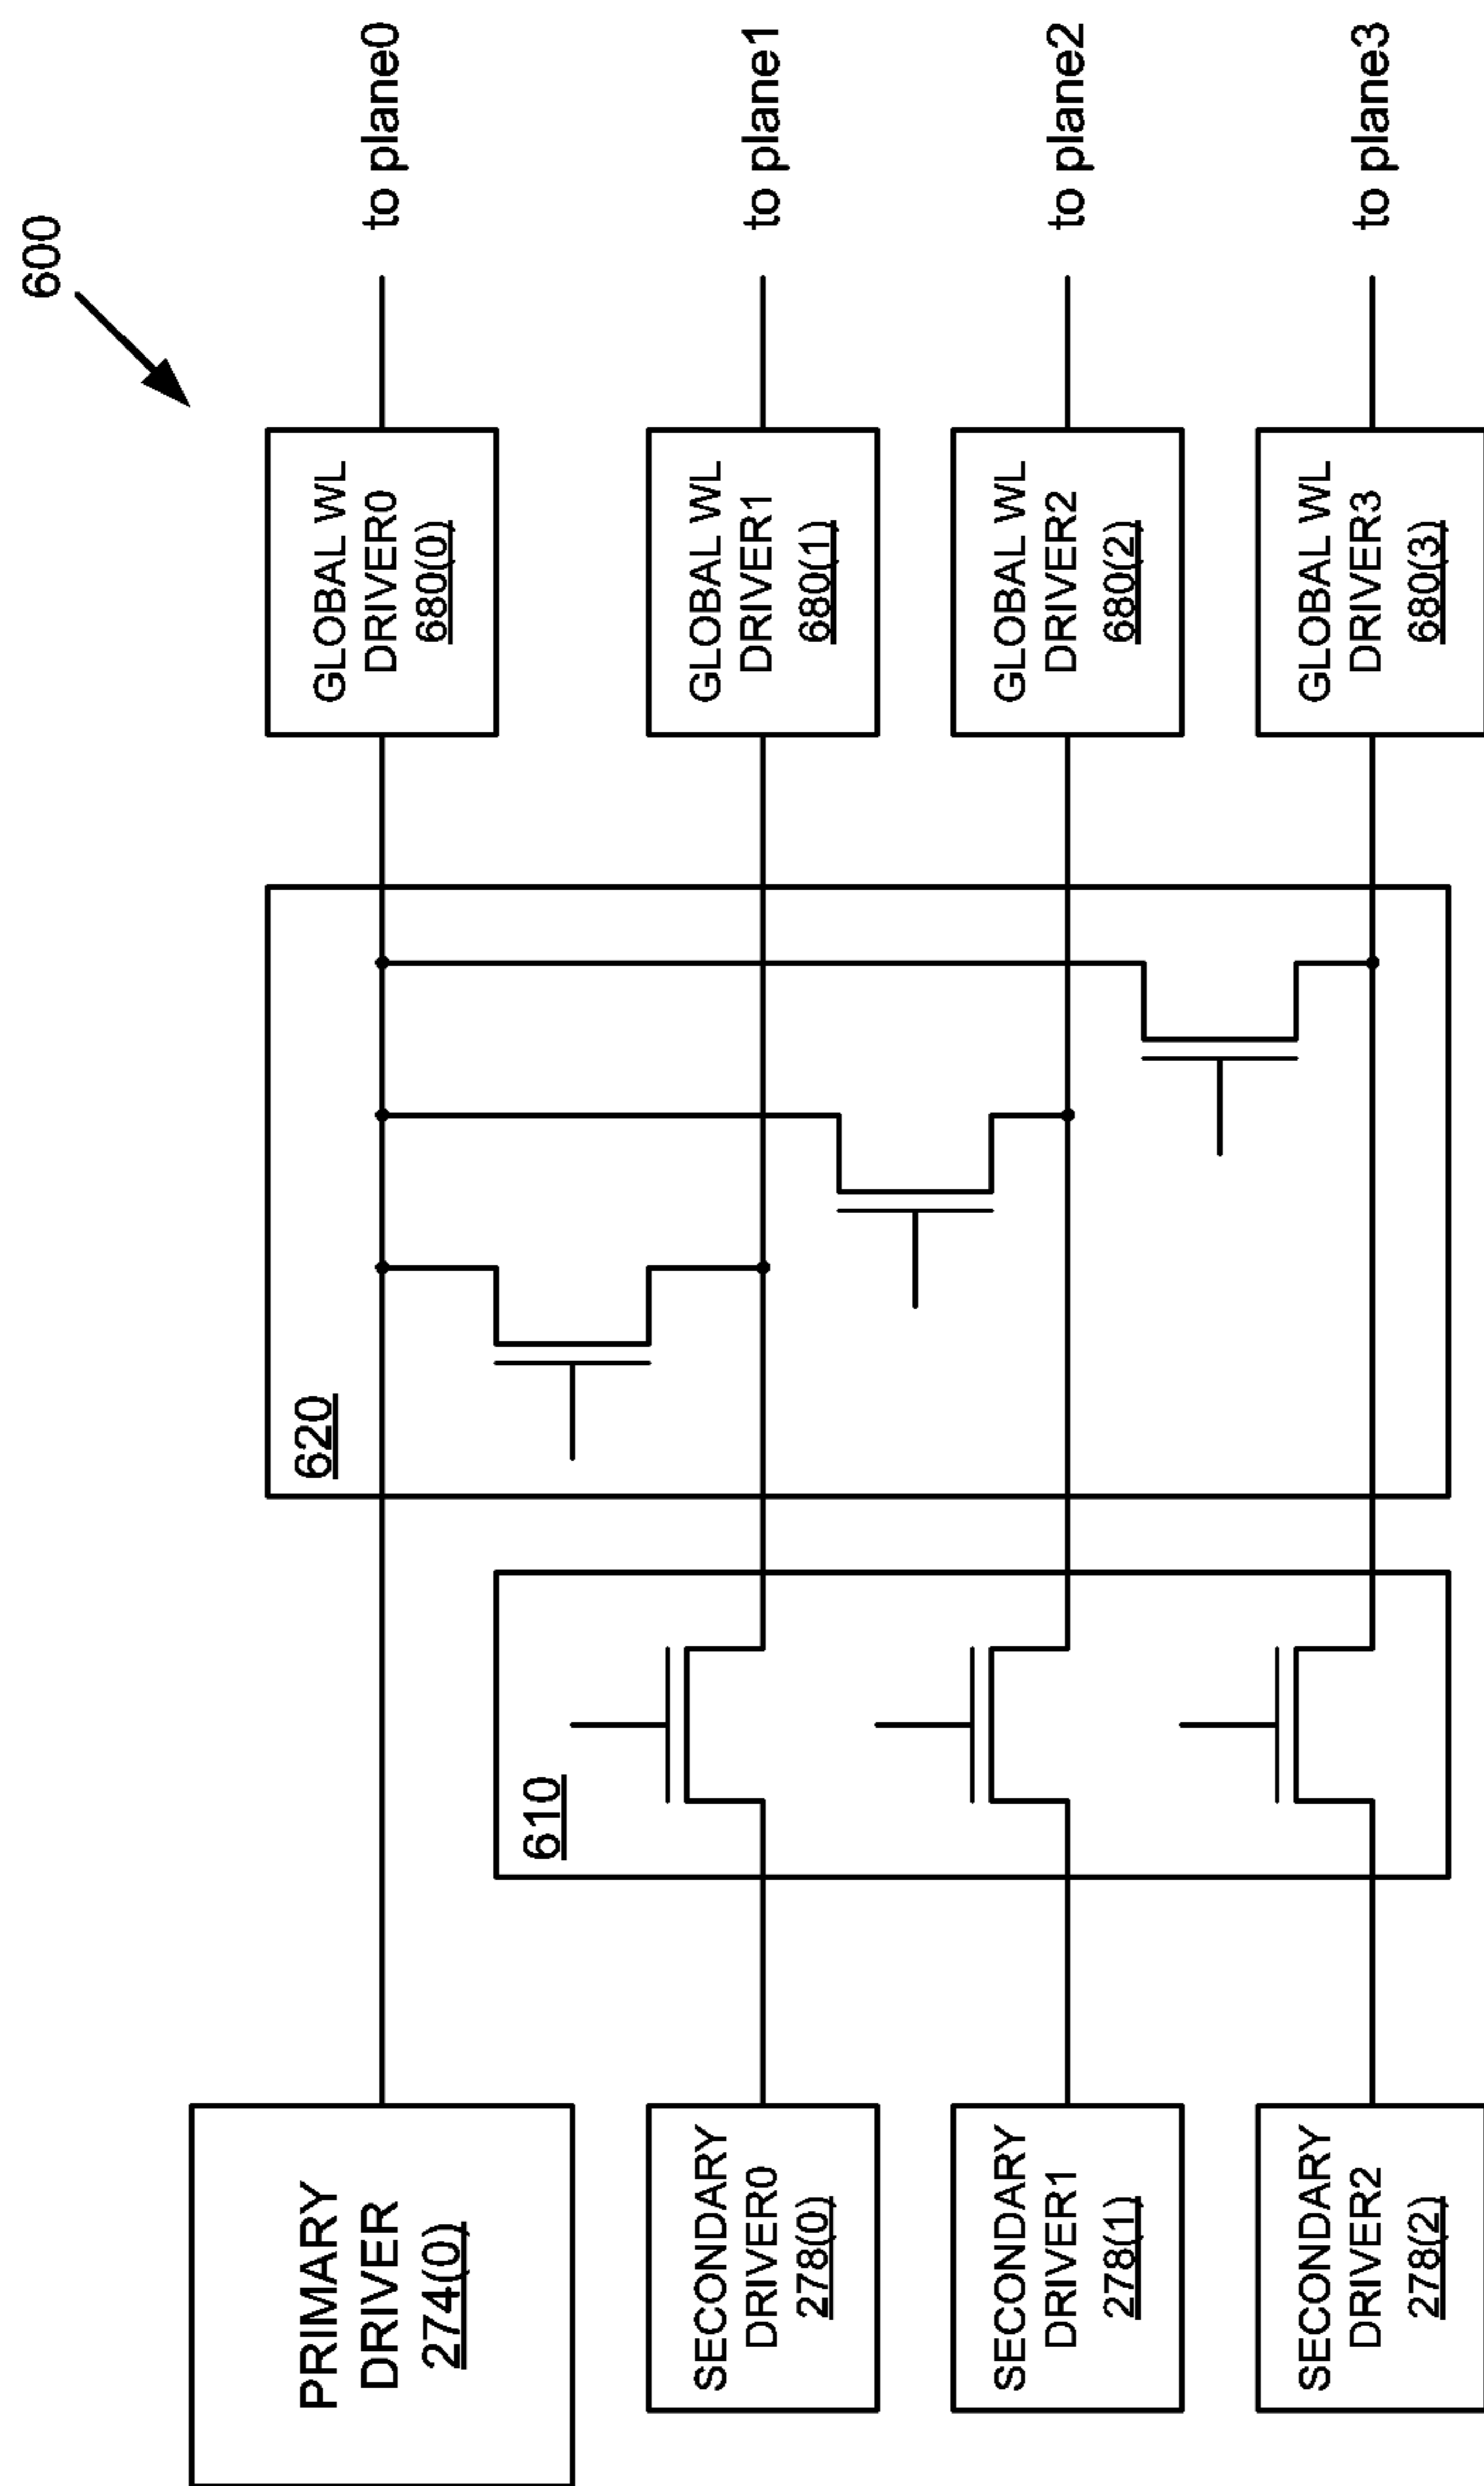 600
PRIMARY
DRIVER
274(0)
620
GLOBAL WL
DRIVER0
680(0)
to plane0
610
SECONDARY
DRIVER0
278(0)
GLOBAL WL
DRIVER1
680(1)
to plane1
SECONDARY
DRIVER1
278(1)
GLOBAL WL
DRIVER2
680(2)
to plane2
SECONDARY
DRIVER2
278(2)
GLOBAL WL
DRIVER3
680(3)
to plane3